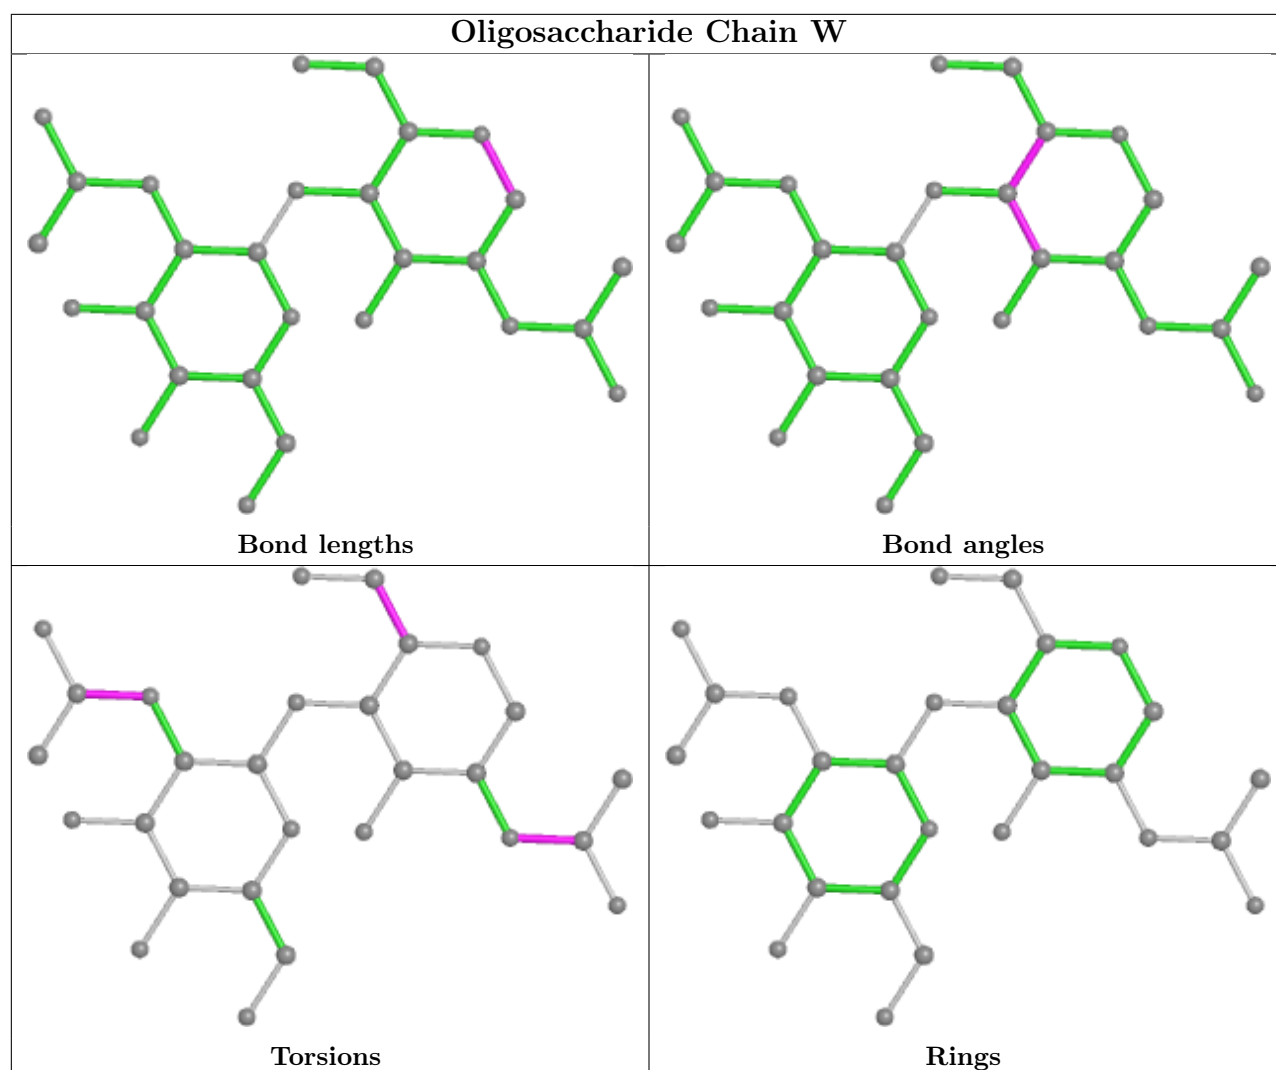 Oligosaccharide Chain W
Bond lengths
Bond angles
Torsions
Rings